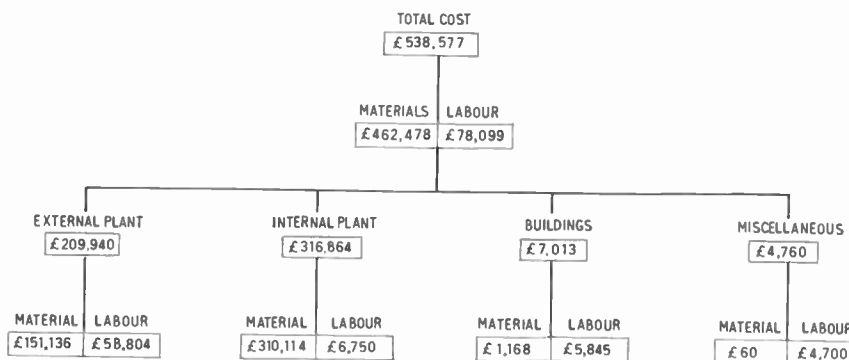 TOTAL COST
£538,577
MATERIALS LABOUR
£462,478 £78,099
EXTERNAL PLANT INTERNAL PLANT BUILDINGS MISCELLANEOUS
£209,940 £316,864 £7,013 £4,760
MATERIAL LABOUR MATERIAL LABOUR MATERIAL LABOUR MATERIAL LABOUR
£151,136 £58,804 £310,114 £6,750 £1,168 £5,845 £60 £4,700